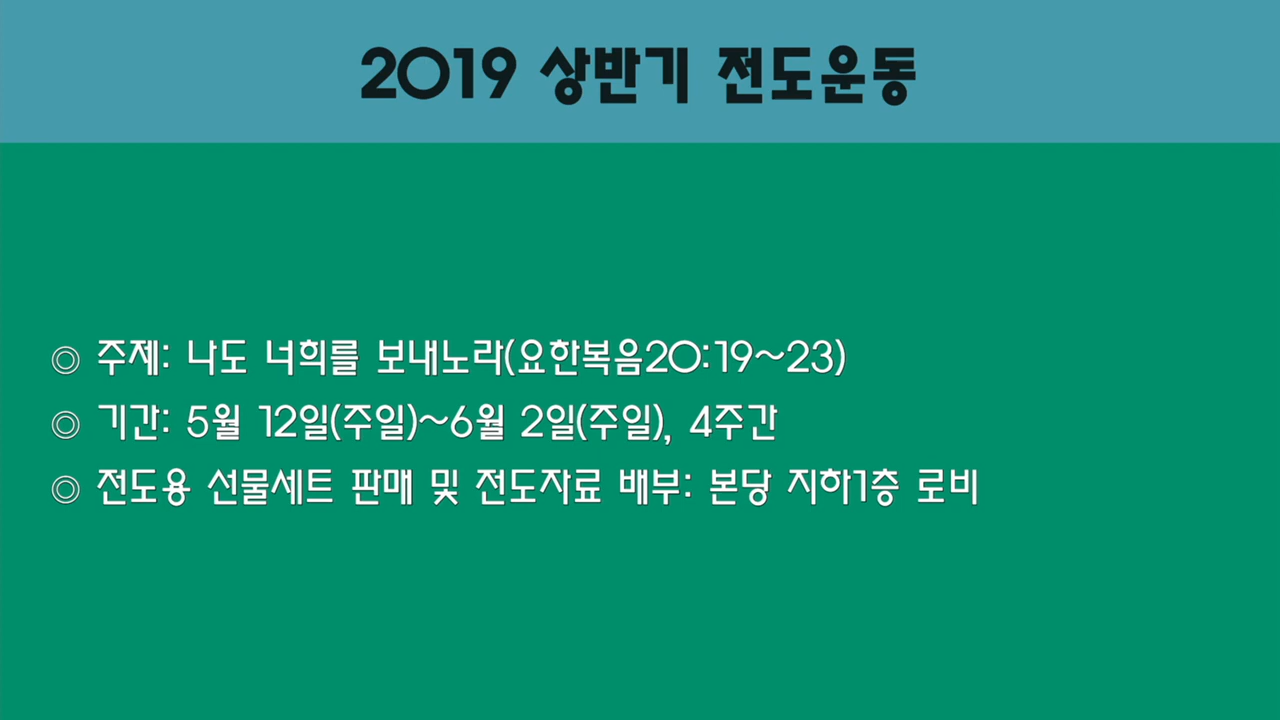 2019 상반기 전도운동
◎ 주제: 나도 너희를 보내노라(요한복음20:19~23)
◎ 기간: 5월 12일(주일)~6월 2일(주일), 4주간
◎ 전도용 선물세트 판매 및 전도자료 배부: 본당 지하1층 로비